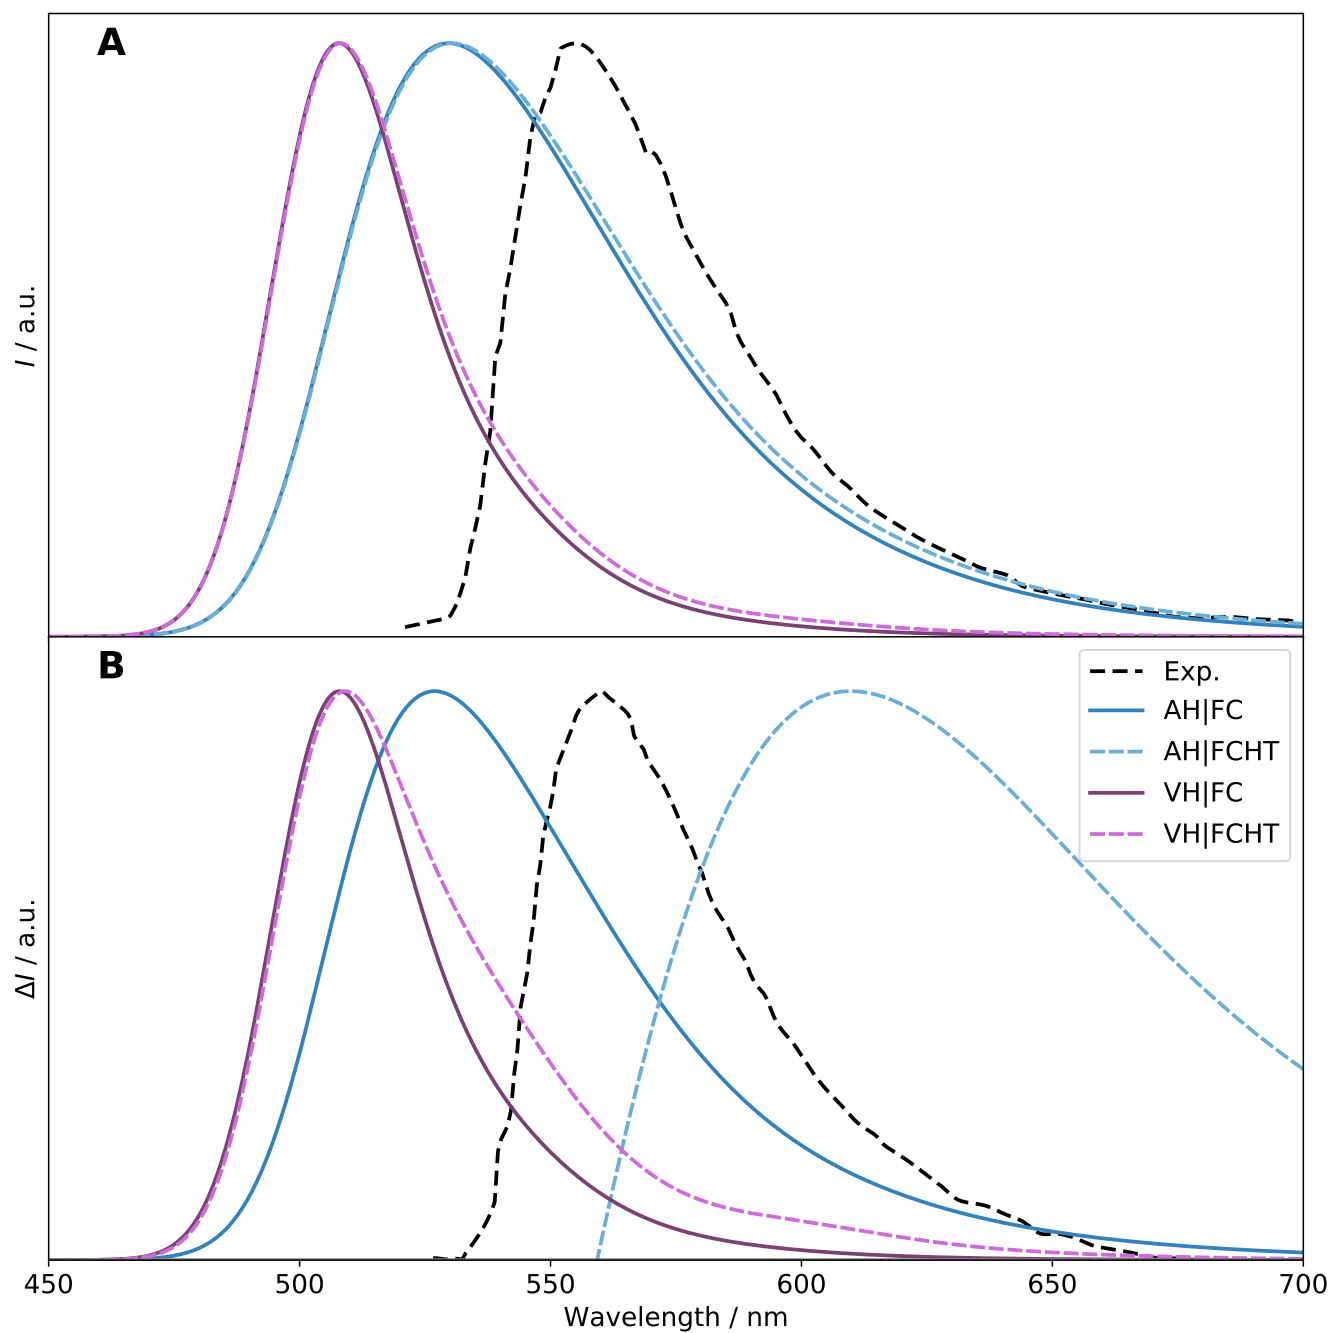 A
I / a.u.
B
Exp.
AH|FC
AH|FCHT
VH|FC
VH|FCHT
ΔI / a.u.
450 500 550 600 650 700
Wavelength / nm